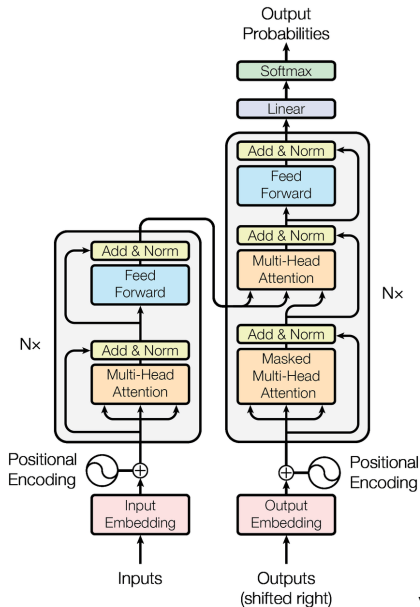 Output
Probabilities
Softmax
Linear
Add & Norm
Feed
Forward
Add & Norm
Multi-Head
Attention
Add & Norm
Masked
Multi-Head
Attention
N×
Positional
Encoding
Output
Embedding
Outputs
(shifted right)
Add & Norm
Feed
Forward
Add & Norm
Multi-Head
Attention
N×
Positional
Encoding
Input
Embedding
Inputs